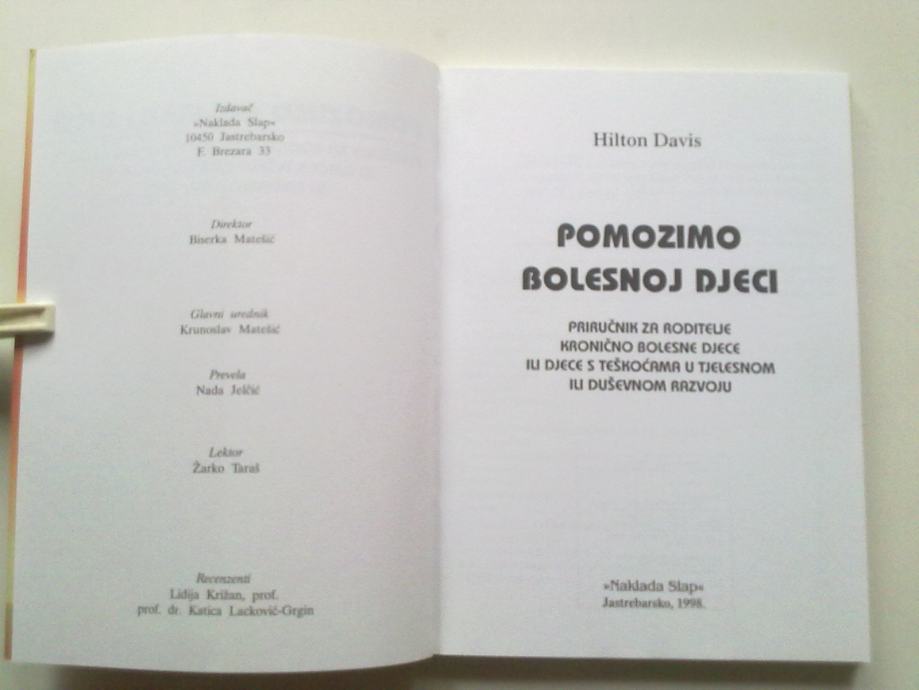 Izdavač
»Naklada Slap«
10450 Jastrebarsko
F. Brezara 33
Direktor
Biserka Matešić
Glavni urednik
Krunoslav Matešić
Prevela
Nada Jelčić
Lektor
Žarko Taraš
Recenzenti
Lidija Križan, prof.
prof. dr. Katica Lacković-Grgin
Hilton Davis
POMOZIMO
BOLESNOJ DJECI
PRIRUČNIK ZA RODITELJE
KRONIČNO BOLESNE DJECE
ILI DJECE S TEŠKOĆAMA U TJELESNOM
ILI DUŠEVNOM RAZVOJU
»Naklada Slap«
Jastrebarsko, 1998.